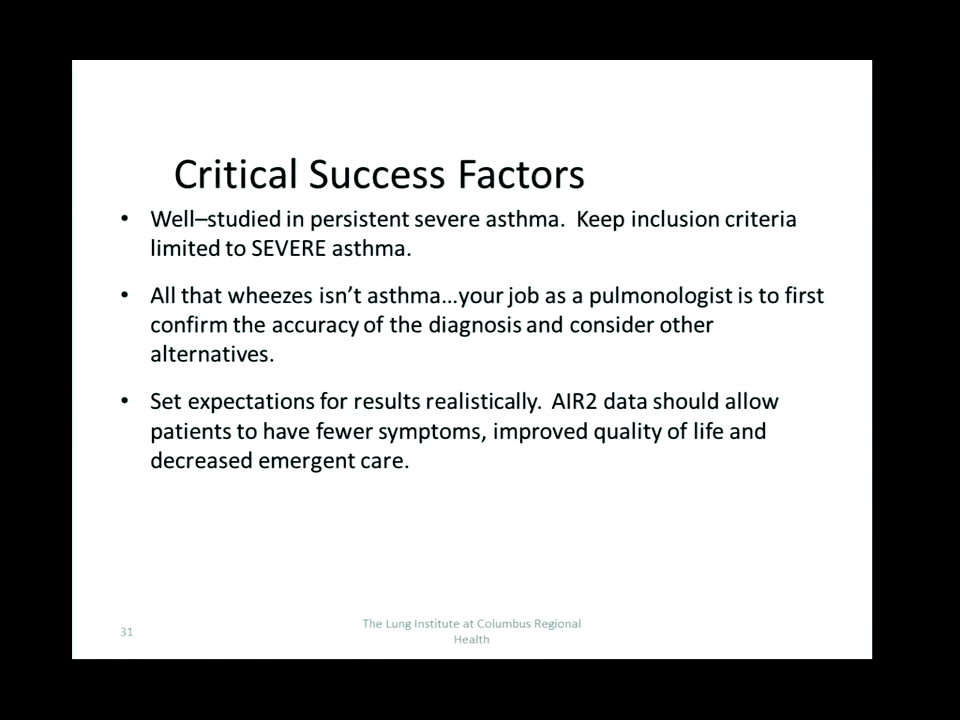 Critical Success Factors
• Well–studied in persistent severe asthma.  Keep inclusion criteria
limited to SEVERE asthma.
• All that wheezes isn’t asthma…your job as a pulmonologist is to first
confirm the accuracy of the diagnosis and consider other
alternatives.
• Set expectations for results realistically.  AIR2 data should allow
patients to have fewer symptoms, improved quality of life and
decreased emergent care.
31
The Lung Institute at Columbus Regional
Health